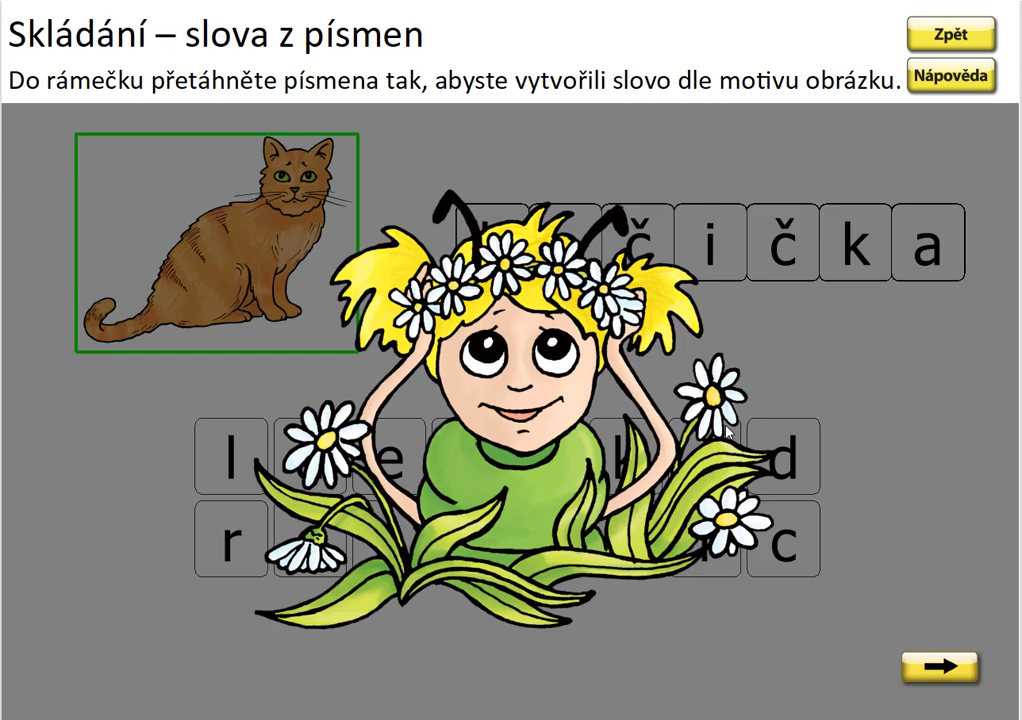 Skládání – slova z písmen
Zpět
Do rámečku přetáhněte písmena tak, abyste vytvořili slovo dle motivu obrázku.
Nápověda
č i č k a
l e k d
r c